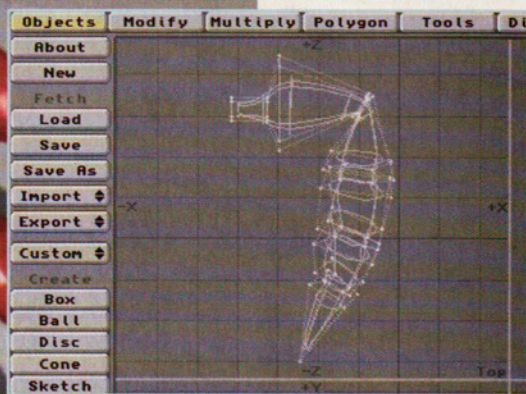 Objects Modify Multiply Polygon Tools Di
About
New
Fetch
Load
Save
Save As
Import
Export
Custom
Create
Box
Ball
Disc
Cone
Sketch
+Z
-X
+X
-Z
Top
+Y